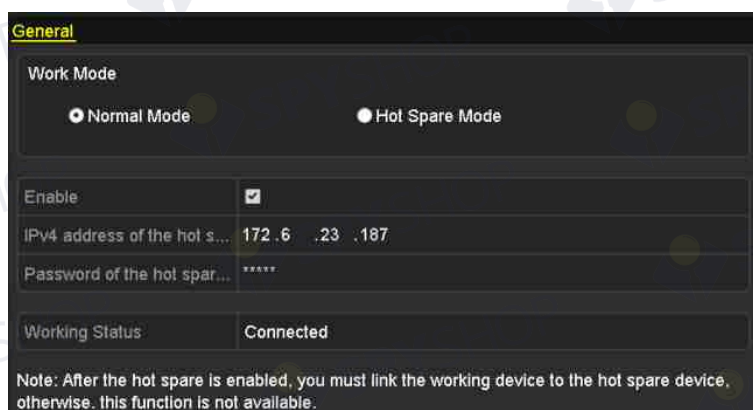 General
Work Mode
Normal Mode
Hot Spare Mode
Enable
IPv4 address of the hot s... 172 .6 .23 .187
Password of the hot spar... *****
Working Status Connected
Note: After the hot spare is enabled, you must link the working device to the hot spare device,
otherwise. this function is not available.